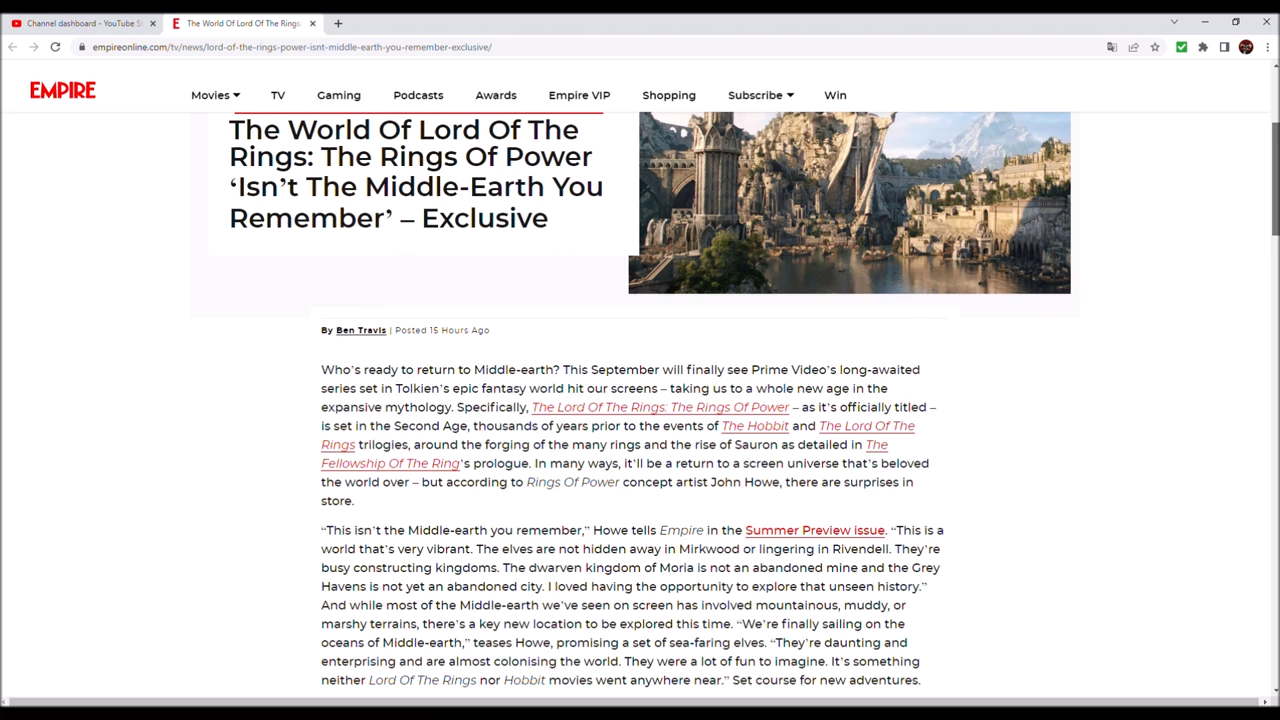 Channel dashboard - YouTube St
The World Of Lord Of The Rings:
empireonline.com/tv/news/lord-of-the-rings-power-isnt-middle-earth-you-remember-exclusive/
EMPIRE
Movies
TV
Gaming
Podcasts
Awards
Empire VIP
Shopping
Subscribe
Win
The World Of Lord Of The
Rings: The Rings Of Power
‘Isn’t The Middle-Earth You
Remember’ – Exclusive
By Ben Travis | Posted 15 Hours Ago
Who’s ready to return to Middle-earth? This September will finally see Prime Video’s long-awaited
series set in Tolkien’s epic fantasy world hit our screens – taking us to a whole new age in the
expansive mythology. Specifically, The Lord Of The Rings: The Rings Of Power – as it’s officially titled –
is set in the Second Age, thousands of years prior to the events of The Hobbit and The Lord Of The
Rings trilogies, around the forging of the many rings and the rise of Sauron as detailed in The
Fellowship Of The Ring’s prologue. In many ways, it’ll be a return to a screen universe that’s beloved
the world over – but according to Rings Of Power concept artist John Howe, there are surprises in
store.
“This isn’t the Middle-earth you remember,” Howe tells Empire in the Summer Preview issue. “This is a
world that’s very vibrant. The elves are not hidden away in Mirkwood or lingering in Rivendell. They’re
busy constructing kingdoms. The dwarven kingdom of Moria is not an abandoned mine and the Grey
Havens is not yet an abandoned city. I loved having the opportunity to explore that unseen history.”
And while most of the Middle-earth we’ve seen on screen has involved mountainous, muddy, or
marshy terrains, there’s a key new location to be explored this time. “We’re finally sailing on the
oceans of Middle-earth,” teases Howe, promising a set of sea-faring elves. “They’re daunting and
enterprising and are almost colonising the world. They were a lot of fun to imagine. It’s something
neither Lord Of The Rings nor Hobbit movies went anywhere near.” Set course for new adventures.